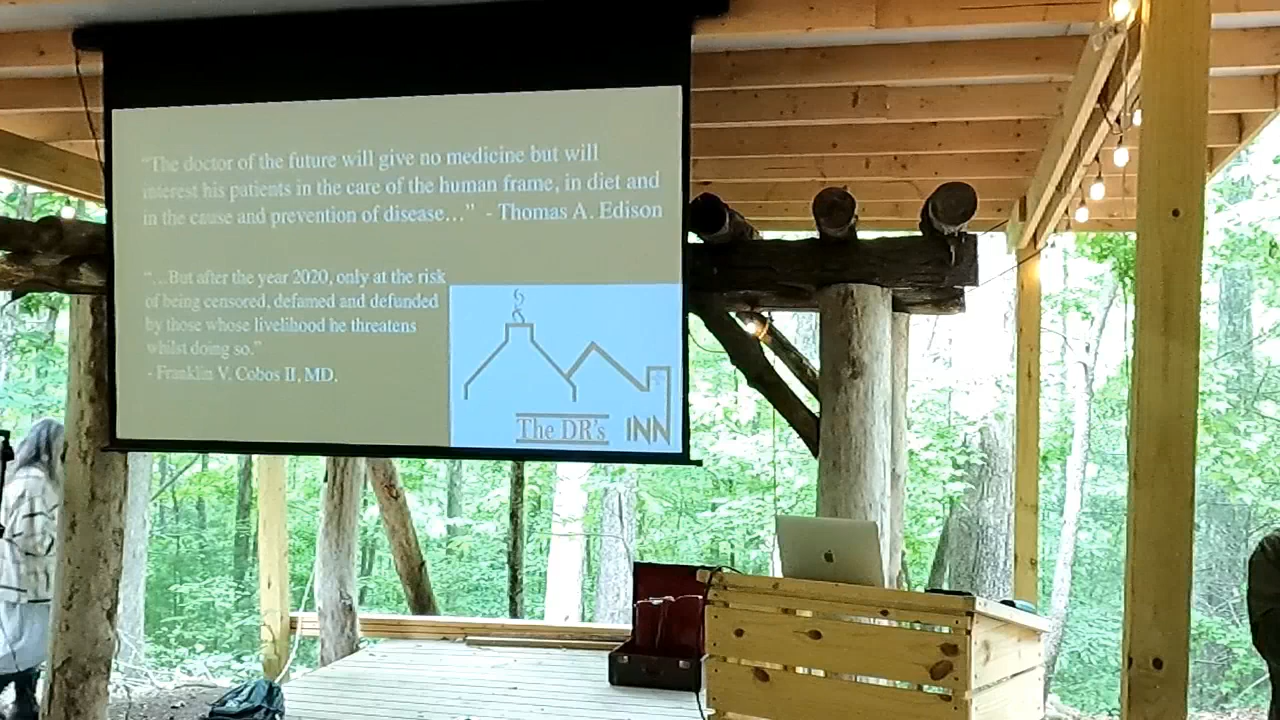 "The doctor of the future will give no medicine but will
interest his patients in the care of the human frame, in diet and
in the cause and prevention of disease…" - Thomas A. Edison
"…But after the year 2020, only at the risk
of being censored, defamed and defunded
by those whose livelihood he threatens
whilst doing so."
- Franklin V. Cobos II, MD.
The DR's INN